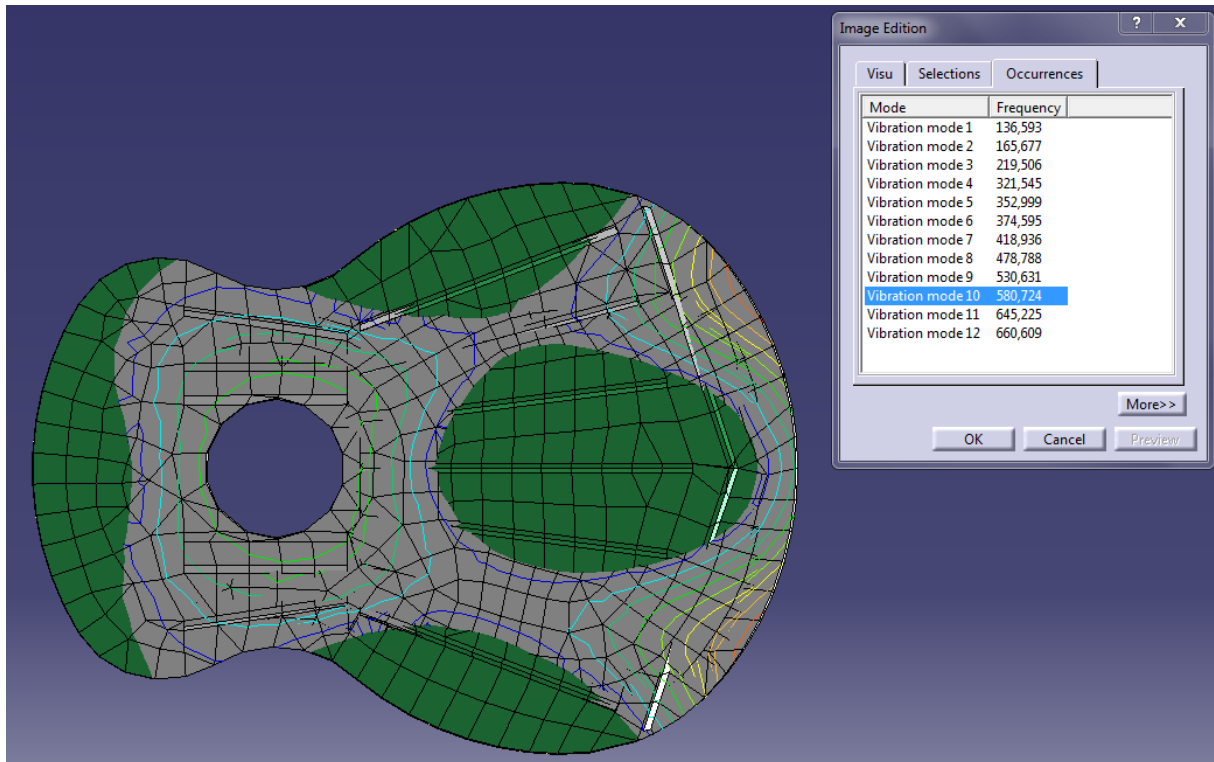 Image Edition
? X
Visu Selections Occurrences
Mode Frequency
Vibration mode 1 136,593
Vibration mode 2 165,677
Vibration mode 3 219,506
Vibration mode 4 321,545
Vibration mode 5 352,999
Vibration mode 6 374,595
Vibration mode 7 418,936
Vibration mode 8 478,788
Vibration mode 9 530,631
Vibration mode 10 580,724
Vibration mode 11 645,225
Vibration mode 12 660,609
More>>
OK Cancel Preview